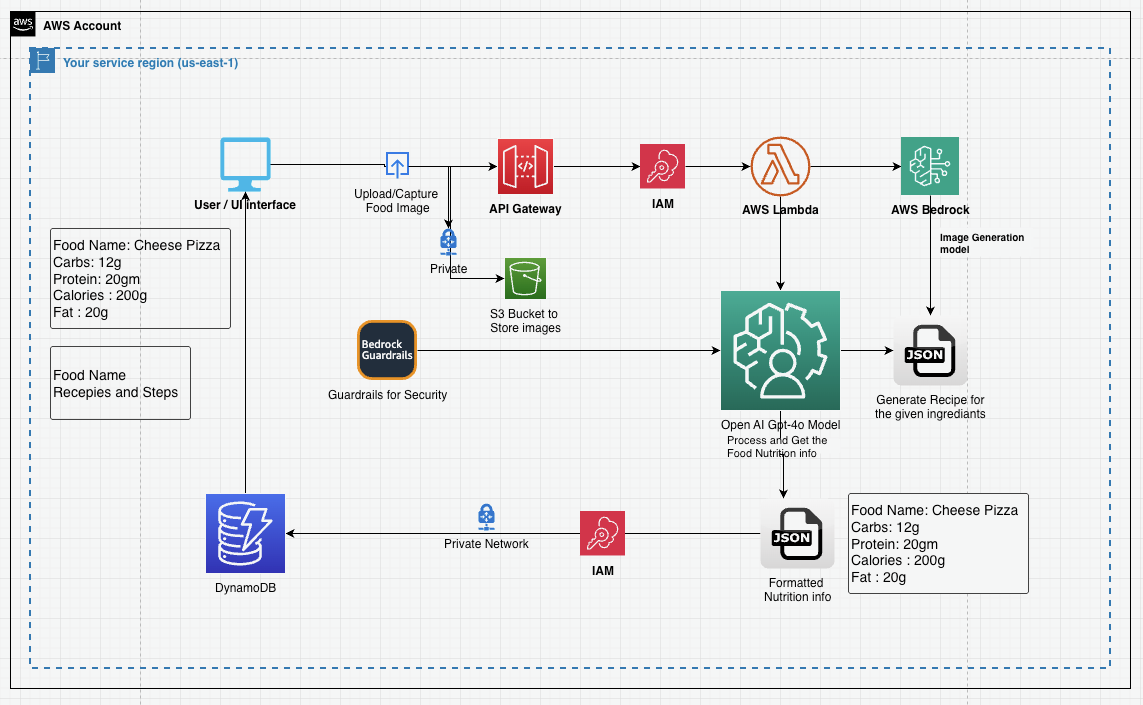 aws
AWS Account
Your service region (us-east-1)
User / UI interface
Upload/Capture
Food Image
API Gateway
IAM
AWS Lambda
AWS Bedrock
Image Generation
model
Private
S3 Bucket to
Store images
Food Name: Cheese Pizza
Carbs: 12g
Protein: 20gm
Calories : 200g
Fat : 20g
Food Name
Recepies and Steps
Bedrock
Guardrails
Guardrails for Security
Open AI Gpt-4o Model
Process and Get the
Food Nutrition info
JSON
Generate Recipe for
the given ingrediants
DynamoDB
Private Network
IAM
JSON
Formatted
Nutrition info
Food Name: Cheese Pizza
Carbs: 12g
Protein: 20gm
Calories : 200g
Fat : 20g